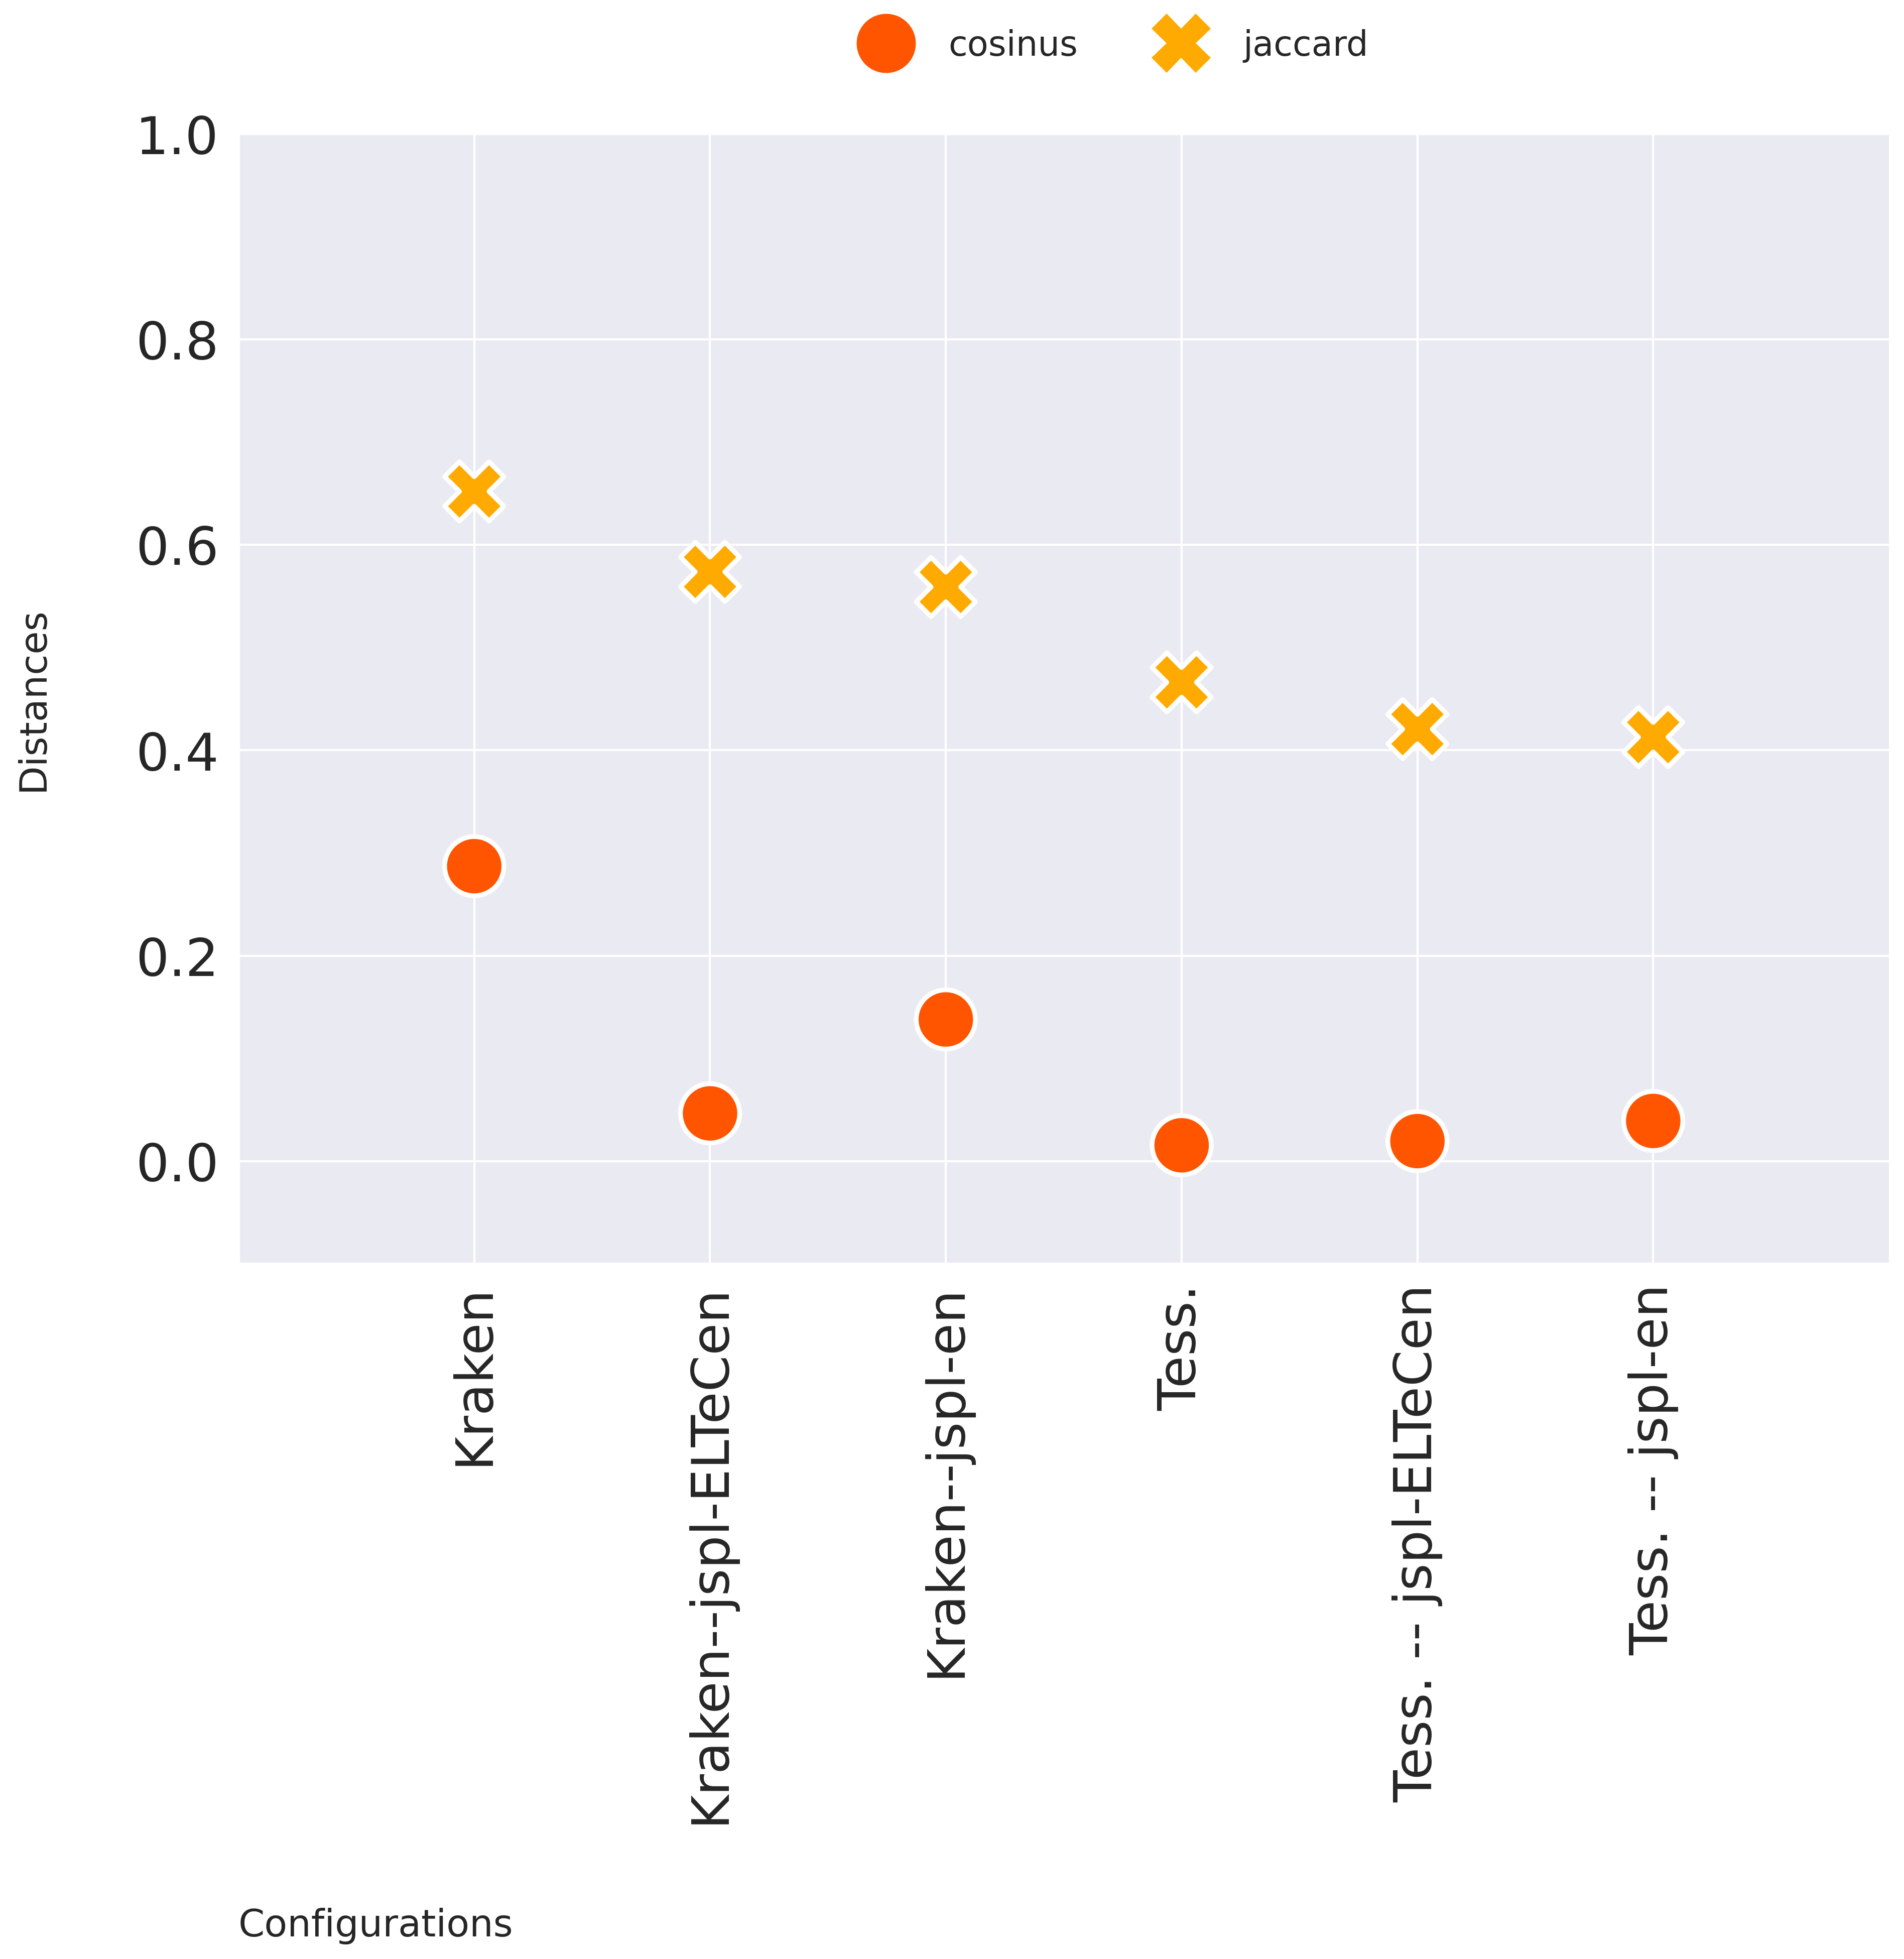 cosinus jaccard
1.0
0.8
0.6
0.4
0.2
0.0
Distances
Kraken
Kraken--jspl-ELTeCen
Kraken--jspl-en
Tess.
Tess. -- jspl-ELTeCen
Tess. -- jspl-en
Configurations